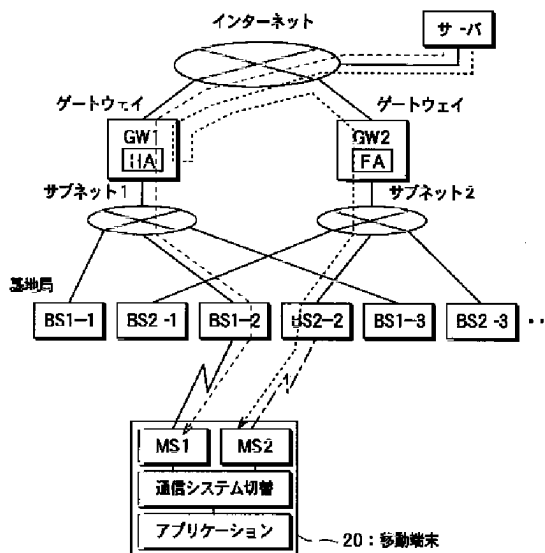 インターネット
サ-バ
ゲートウェイ
ゲートウェイ
GW1
HA
GW2
FA
サブネット1
サブネット2
基地局
BS1-1
BS2-1
BS1-2
BS2-2
BS1-3
BS2-3
‥
MS1
MS2
通信システム切替
アプリケーション
20:移動端末